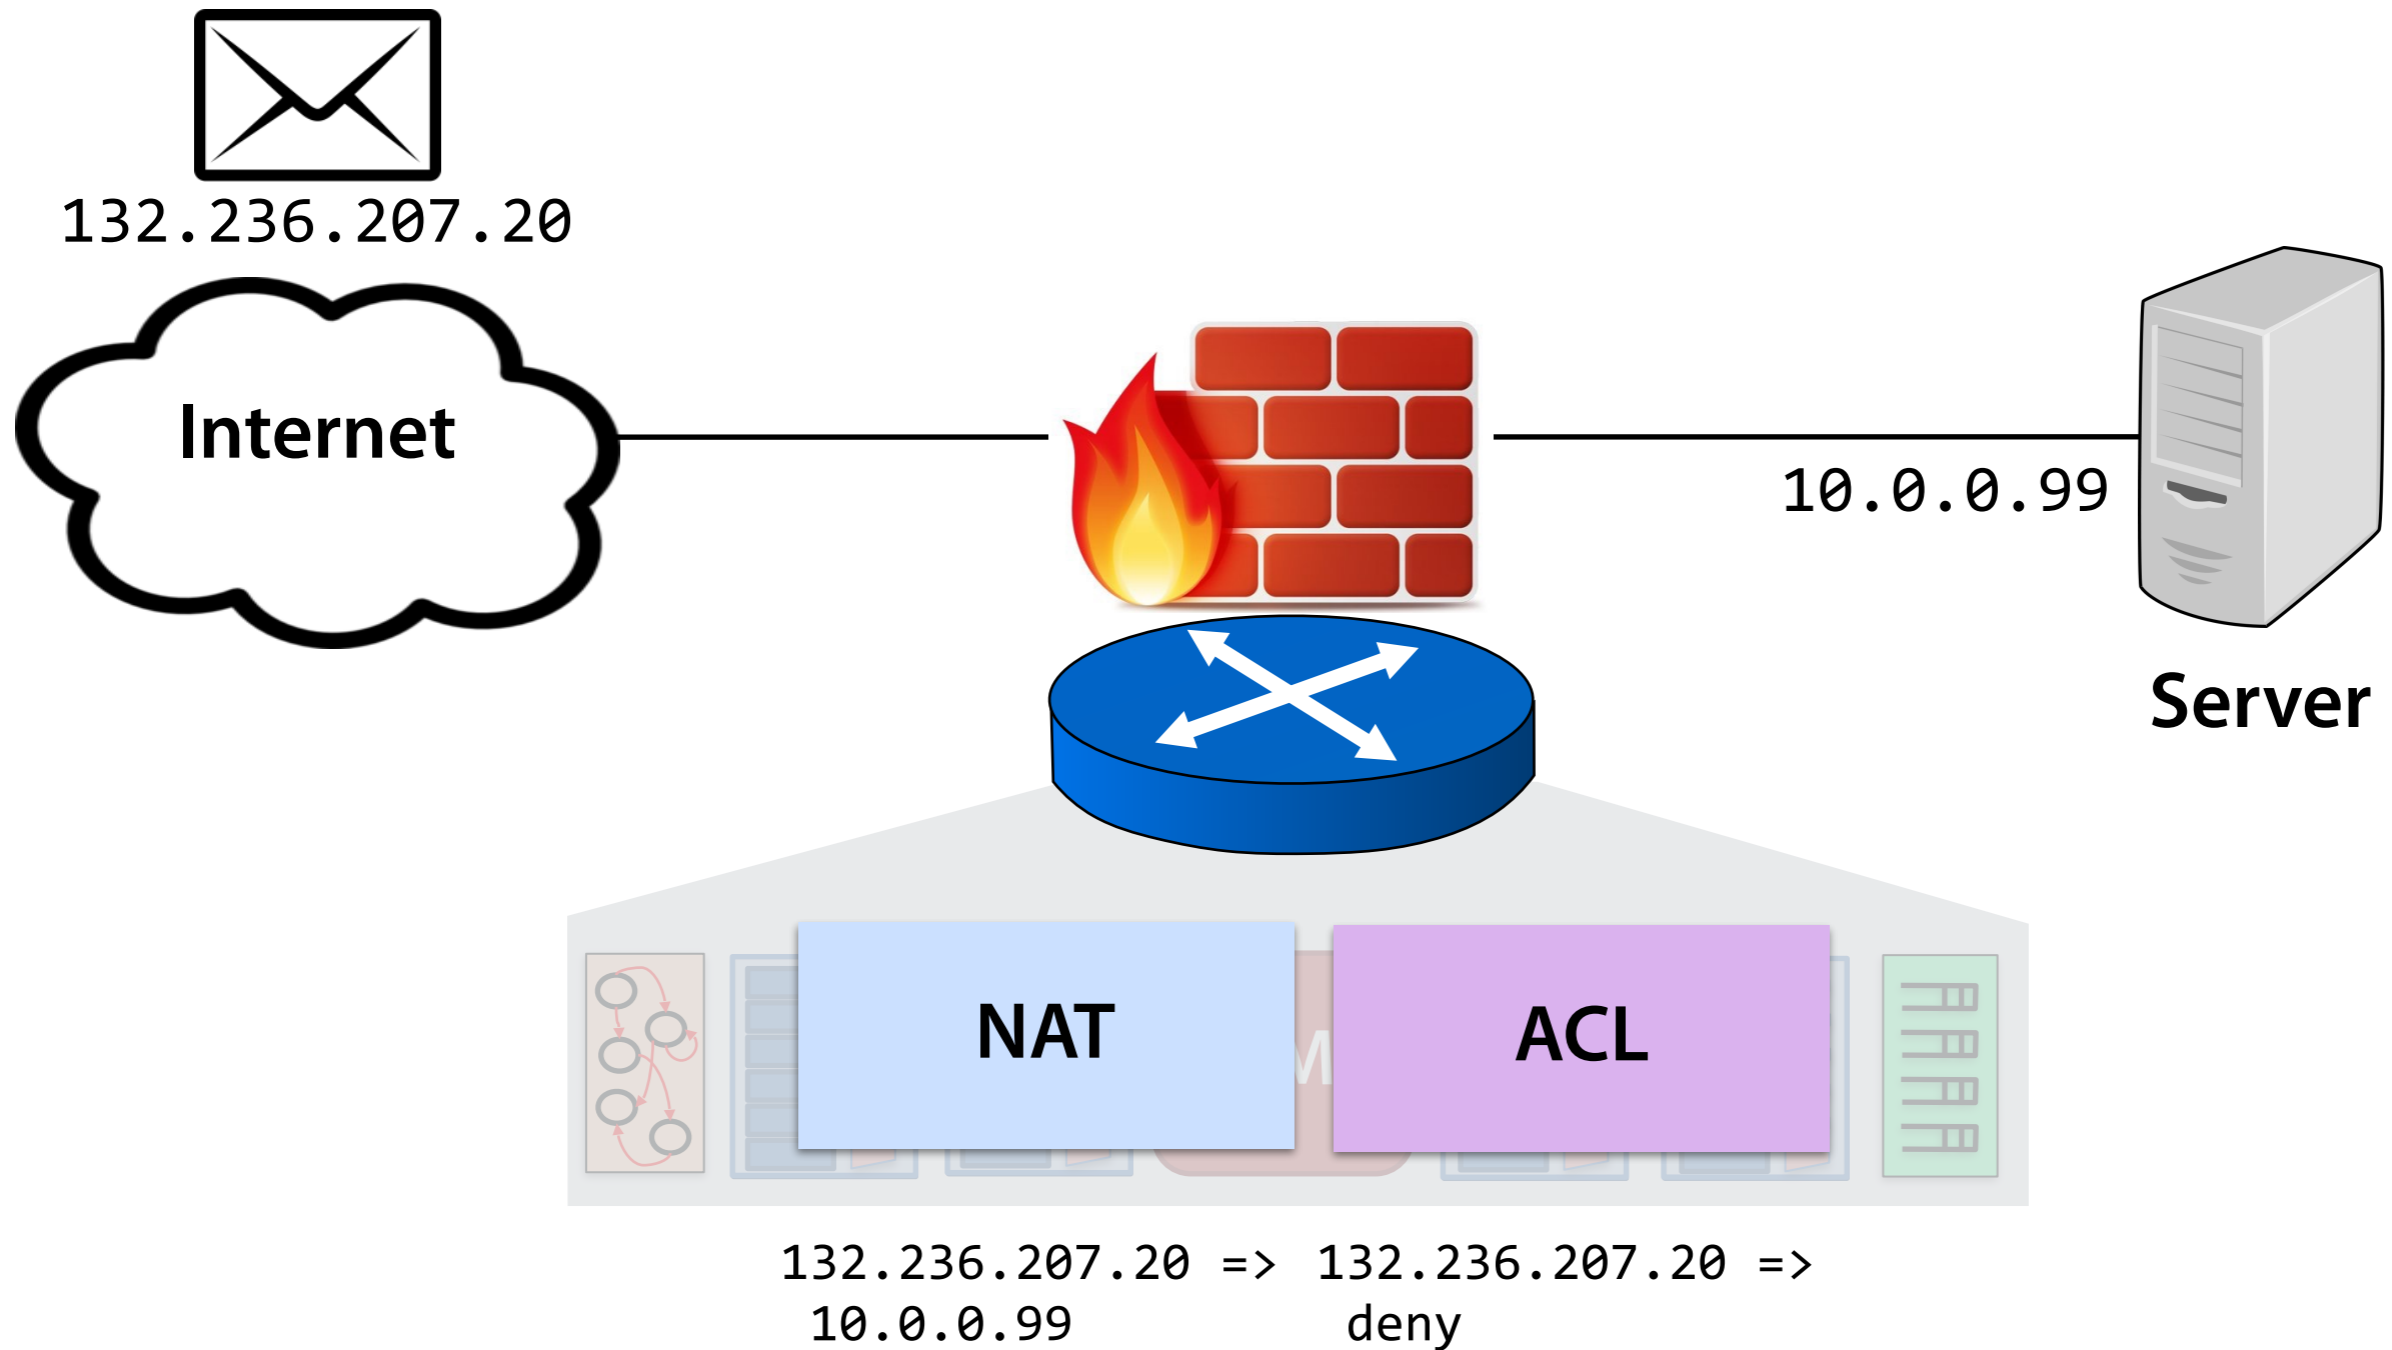 132.236.207.20
Internet
10.0.0.99
Server
NAT
ACL
132.236.207.20 =>
10.0.0.99
132.236.207.20 =>
deny